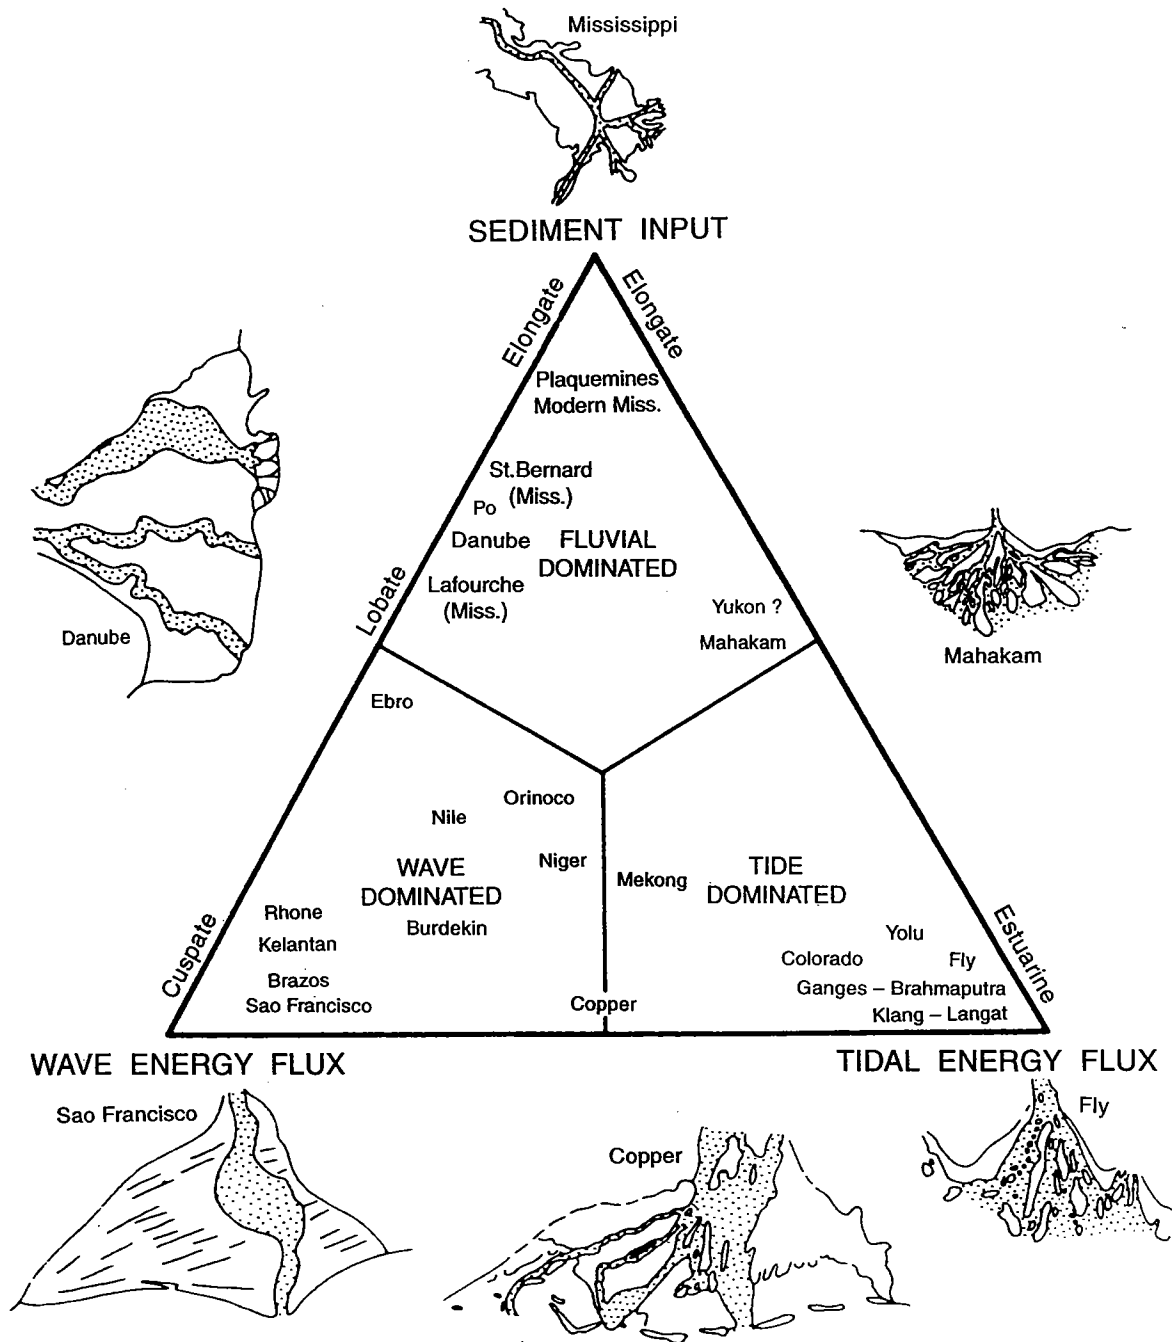 Mississippi
SEDIMENT INPUT
Elongate
Elongate
Plaquemines
Modern Miss.
St.Bernard
(Miss.)
Po
Danube
FLUVIAL
DOMINATED
Lafourche
(Miss.)
Lobate
Yukon ?
Mahakam
Danube
Mahakam
Ebro
Orinoco
Nile
Niger
WAVE
DOMINATED
Mekong
TIDE
DOMINATED
Rhone
Burdekin
Kelantan
Cuspate
Brazos
Sao Francisco
Copper
Yolu
Colorado
Fly
Ganges – Brahmaputra
Klang – Langat
Estuarine
WAVE ENERGY FLUX
TIDAL ENERGY FLUX
Sao Francisco
Copper
Fly